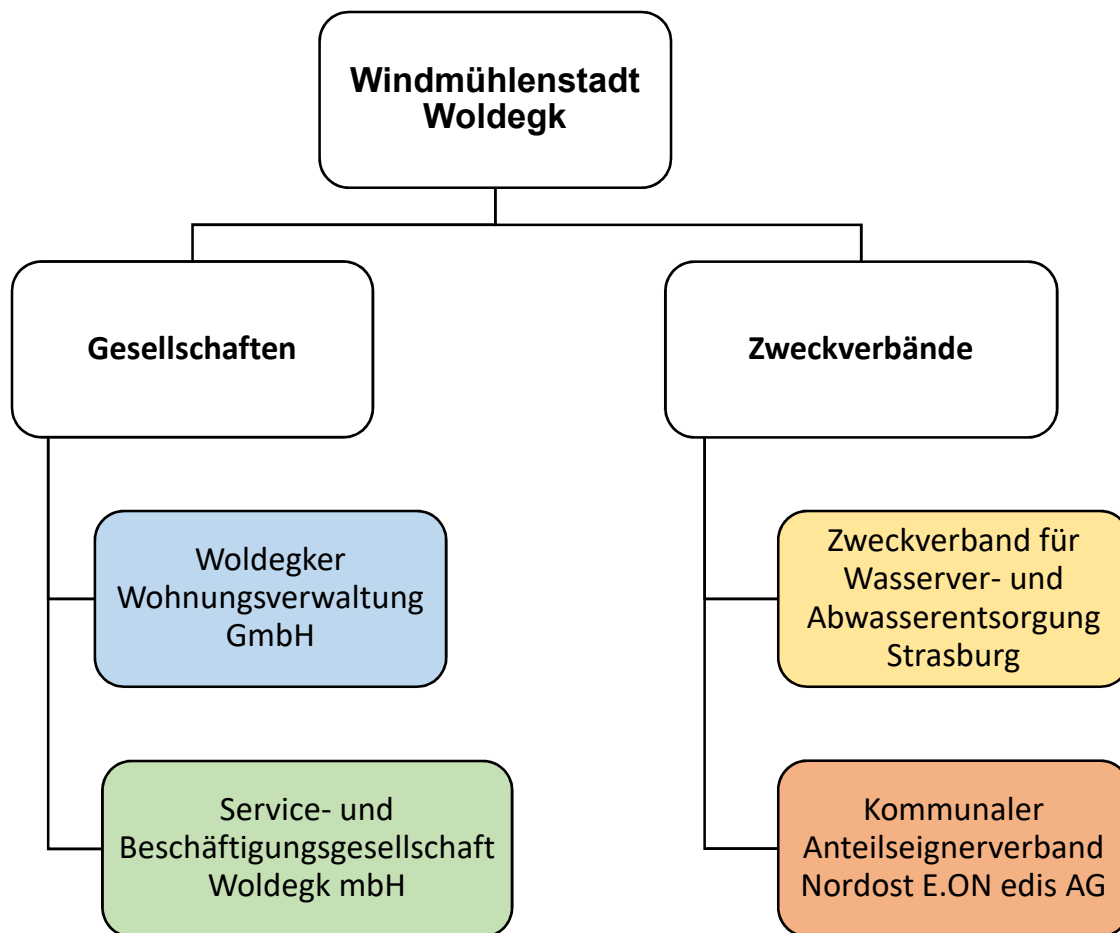 Windmühlenstadt
Woldegk
Gesellschaften
Zweckverbände
Woldegker
Wohnungsverwaltung
GmbH
Zweckverband für
Wasserver- und
Abwasserentsorgung
Strasburg
Service- und
Beschäftigungsgesellschaft
Woldegk mbH
Kommunaler
Anteilseignerverband
Nordost E.ON edis AG